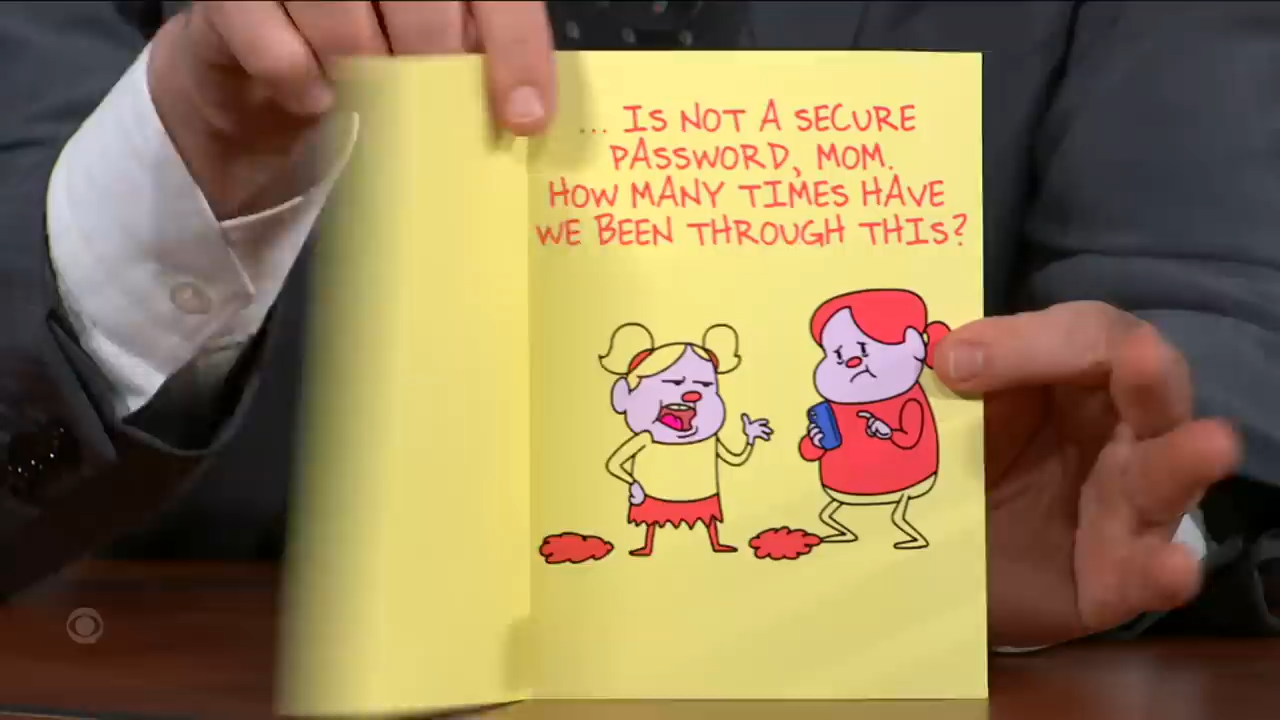 ... IS NOT A SECURE
PASSWORD, MOM.
HOW MANY TIMES HAVE
WE BEEN THROUGH THIS?